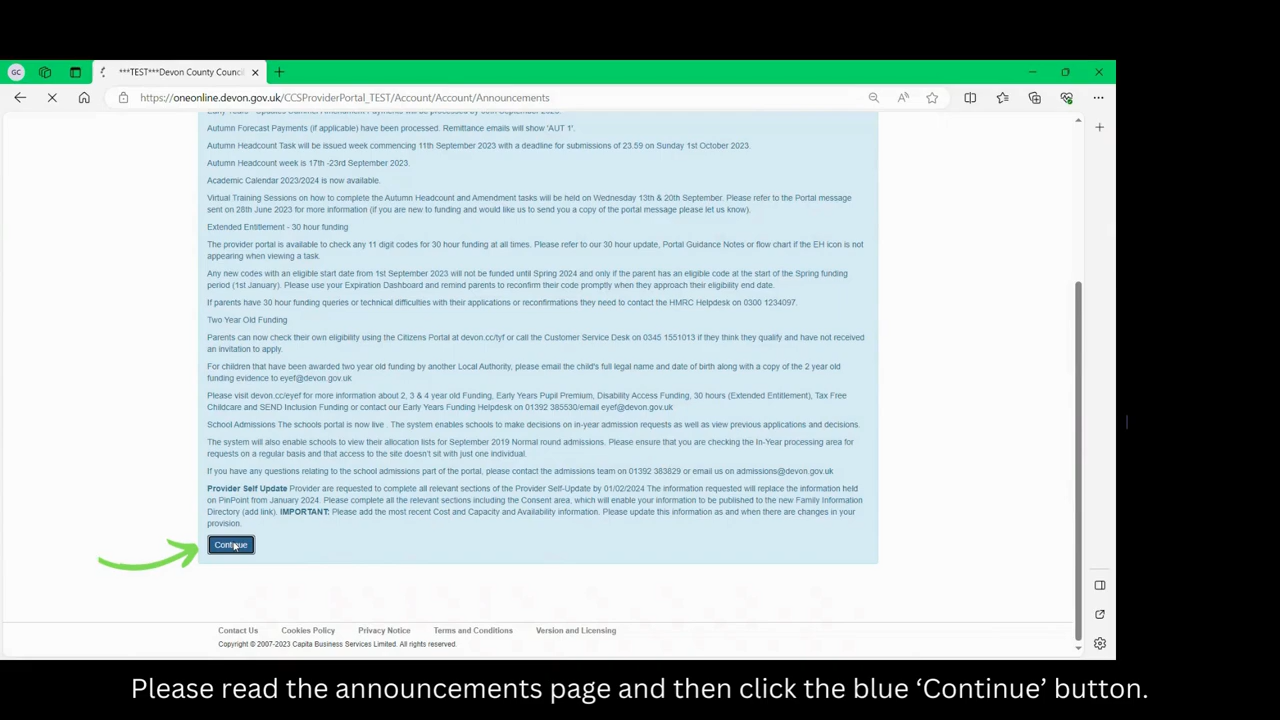 GC
***TEST***Devon County Counci
https://oneonline.devon.gov.uk/CCSProviderPortal_TEST/Account/Account/Announcements
Autumn Forecast Payments (if applicable) have been processed. Remittance emails will show 'AUT 1'.
Autumn Headcount Task will be issued week commencing 11th September 2023 with a deadline for submissions of 23.59 on Sunday 1st October 2023.
Autumn Headcount week is 17th -23rd September 2023.
Academic Calendar 2023/2024 is now available.
Virtual Training Sessions on how to complete the Autumn Headcount and Amendment tasks will be held on Wednesday 13th & 20th September. Please refer to the Portal message
sent on 28th June 2023 for more information (if you are new to funding and would like us to send you a copy of the portal message please let us know).
Extended Entitlement - 30 hour funding
The provider portal is available to check any 11 digit codes for 30 hour funding at all times. Please refer to our 30 hour update, Portal Guidance Notes or flow chart if the EH icon is not
appearing when viewing a task.
Any new codes with an eligible start date from 1st September 2023 will not be funded until Spring 2024 and only if the parent has an eligible code at the start of the Spring funding
period (1st January). Please use your Expiration Dashboard and remind parents to reconfirm their code promptly when they approach their eligibility end date.
If parents have 30 hour funding queries or technical difficulties with their applications or reconfirmations they need to contact the HMRC Helpdesk on 0300 1234097.
Two Year Old Funding
Parents can now check their own eligibility using the Citizens Portal at devon.cc/tyf or call the Customer Service Desk on 0345 1551013 if they think they qualify and have not received
an invitation to apply.
For children that have been awarded two year old funding by another Local Authority, please email the child's full legal name and date of birth along with a copy of the 2 year old
funding evidence to eyef@devon.gov.uk
Please visit devon.cc/eyef for more information about 2, 3 & 4 year old Funding, Early Years Pupil Premium, Disability Access Funding, 30 hours (Extended Entitlement), Tax Free
Childcare and SEND Inclusion Funding or contact our Early Years Funding Helpdesk on 01392 385530/email eyef@devon.gov.uk
School Admissions The schools portal is now live . The system enables schools to make decisions on in-year admission requests as well as view previous applications and decisions.
The system will also enable schools to view their allocation lists for September 2019 Normal round admissions. Please ensure that you are checking the In-Year processing area for
requests on a regular basis and that access to the site doesn't sit with just one individual.
If you have any questions relating to the school admissions part of the portal, please contact the admissions team on 01392 383829 or email us on admissions@devon.gov.uk
Provider Self Update Provider are requested to complete all relevant sections of the Provider Self-Update by 01/02/2024 The information requested will replace the information held
on PinPoint from January 2024. Please complete all the relevant sections including the Consent area, which will enable your information to be published to the new Family Information
Directory (add link). IMPORTANT: Please add the most recent Cost and Capacity and Availability information. Please update this information as and when there are changes in your
provision.
Continue
Contact Us Cookies Policy Privacy Notice Terms and Conditions Version and Licensing
Copyright © 2007-2023 Capita Business Services Limited. All rights reserved.
Please read the announcements page and then click the blue ‘Continue’ button.